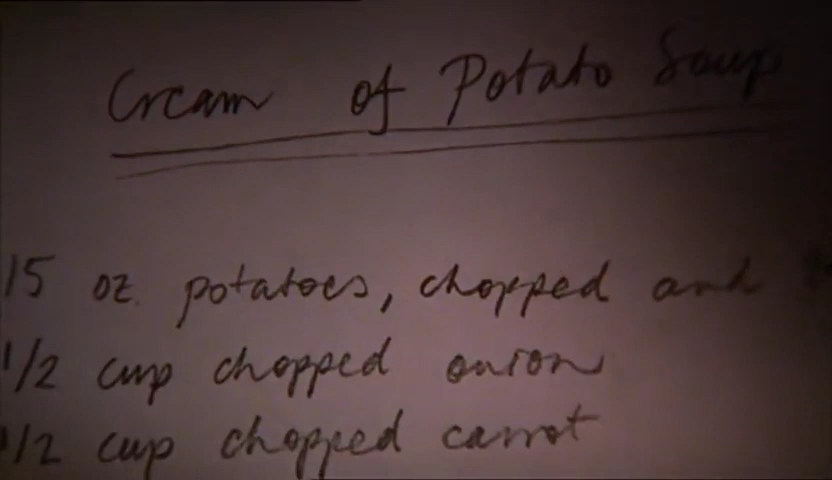 Cream of Potato Soup
15 oz. potatoes, chopped and
1/2 cup chopped onion
1/2 cup chopped carrot